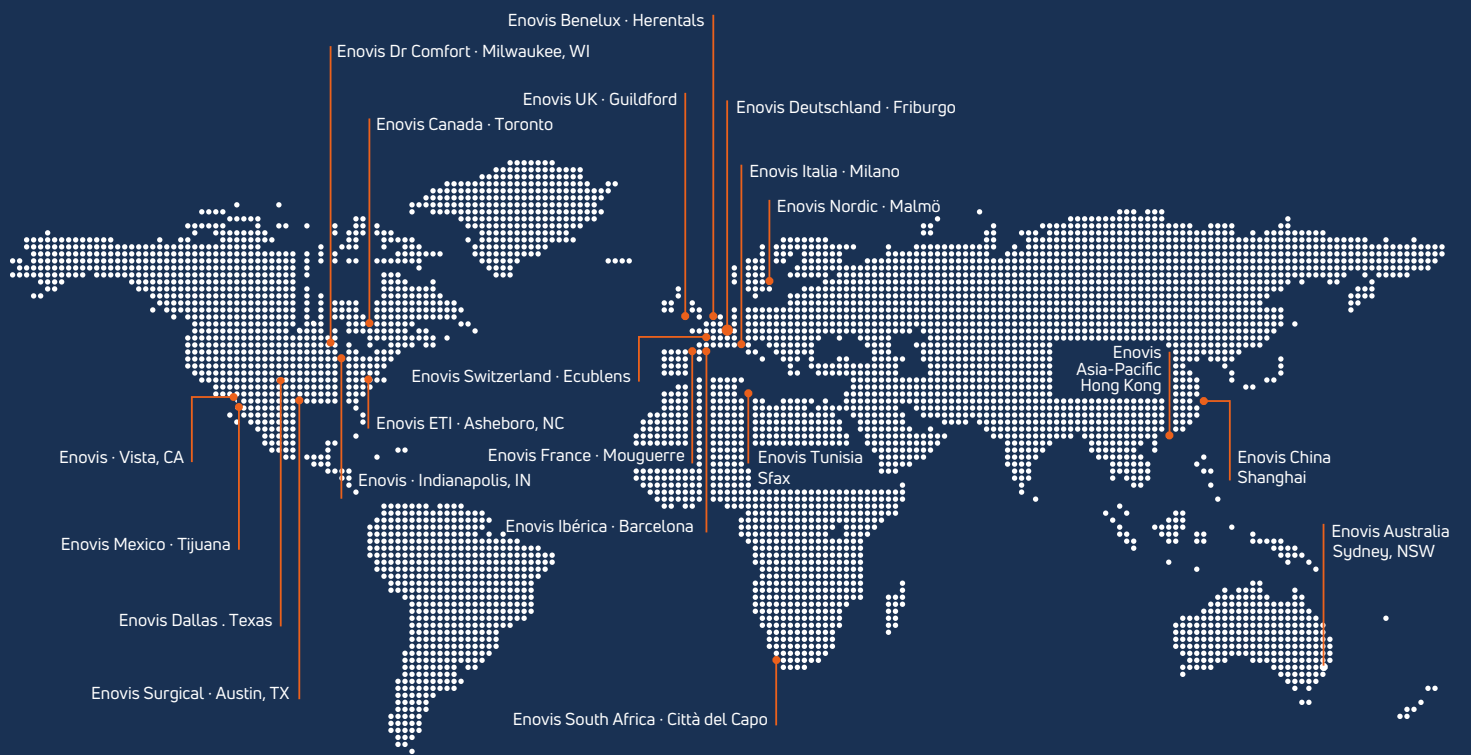 Enovis Benelux · Herentals
Enovis Dr Comfort · Milwaukee, WI
Enovis UK · Guildford
Enovis Deutschland · Friburgo
Enovis Canada · Toronto
Enovis Italia · Milano
Enovis Nordic · Malmö
Enovis
Asia-Pacific
Hong Kong
Enovis Switzerland · Ecublens
Enovis ETI · Asheboro, NC
Enovis · Vista, CA
Enovis France · Mouguerre
Enovis Tunisia
Sfax
Enovis China
Shanghai
Enovis · Indianapolis, IN
Enovis Ibérica · Barcelona
Enovis Mexico · Tijuana
Enovis Australia
Sydney, NSW
Enovis Dallas . Texas
Enovis Surgical · Austin, TX
Enovis South Africa · Città del Capo